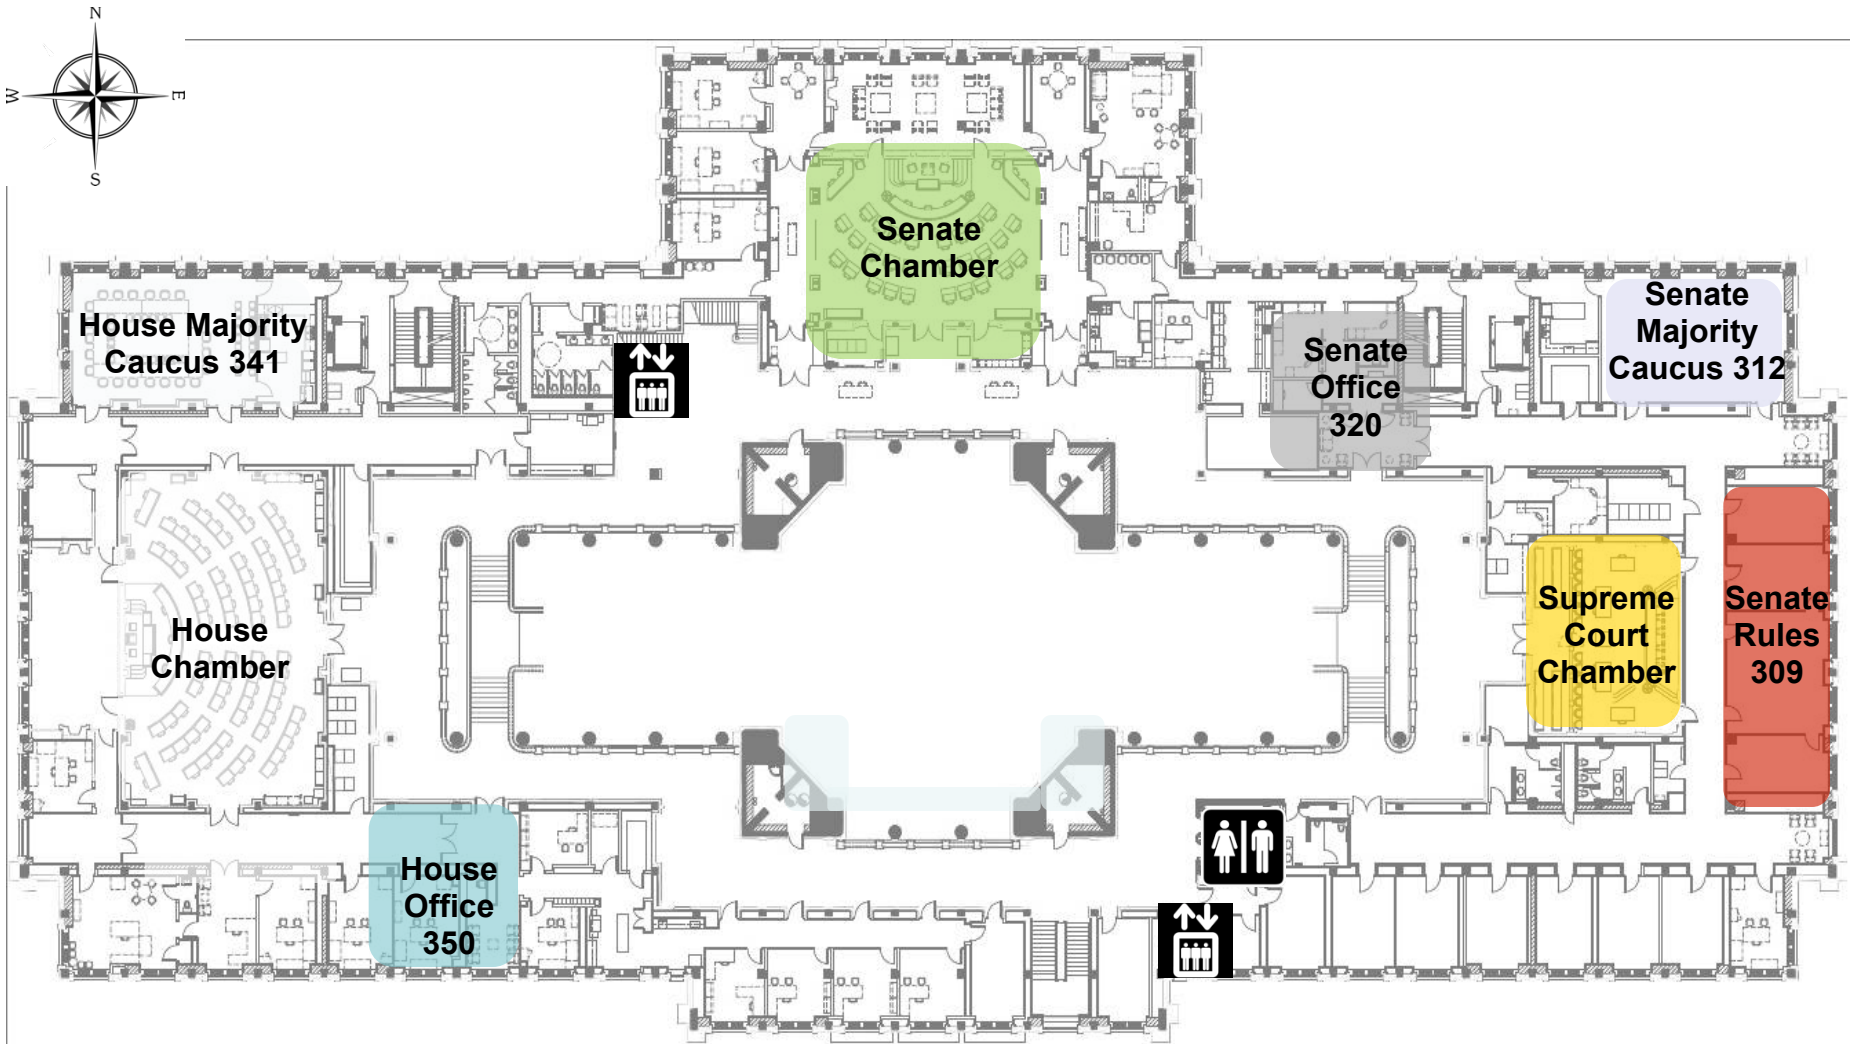 N
W
E
S
Senate
Chamber
House Majority
Caucus 341
Senate
Majority
Caucus 312
Senate
Office
320
House
Chamber
Supreme
Court
Chamber
Senate
Rules
309
House
Office
350